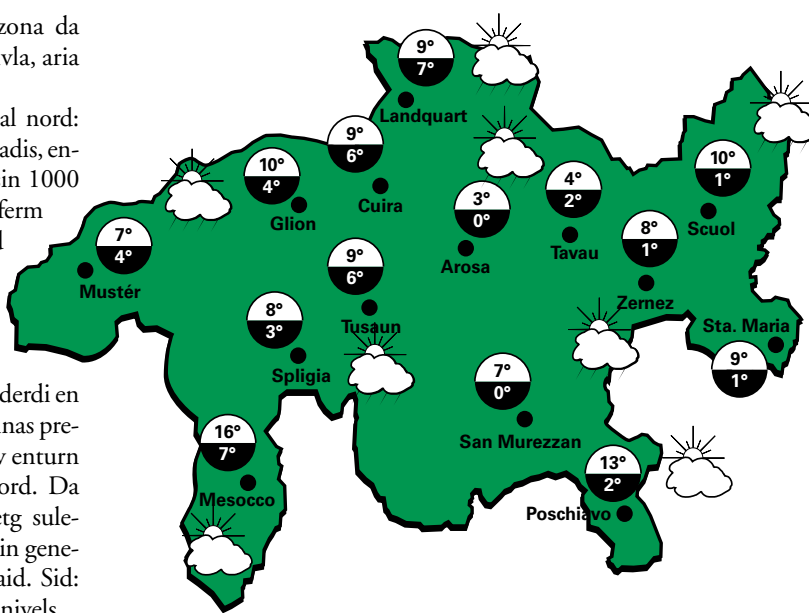 zona da
vla, aria
al nord:
adis, en-
in 1000
ferm
derdi en
nas pre-
enturn
ord. Da
etg sule-
in gene-
aid. Sid:
nivels
9°
7°
Landquart
9°
6°
Cuira
10°
4°
Glion
7°
4°
Mustér
3°
0°
Arosa
4°
2°
Tavau
10°
1°
Scuol
8°
1°
Zernez
9°
6°
Tusaun
8°
3°
Spligia
Sta. Maria
9°
1°
7°
0°
San Murezzan
16°
7°
Mesocco
13°
2°
Poschiavo